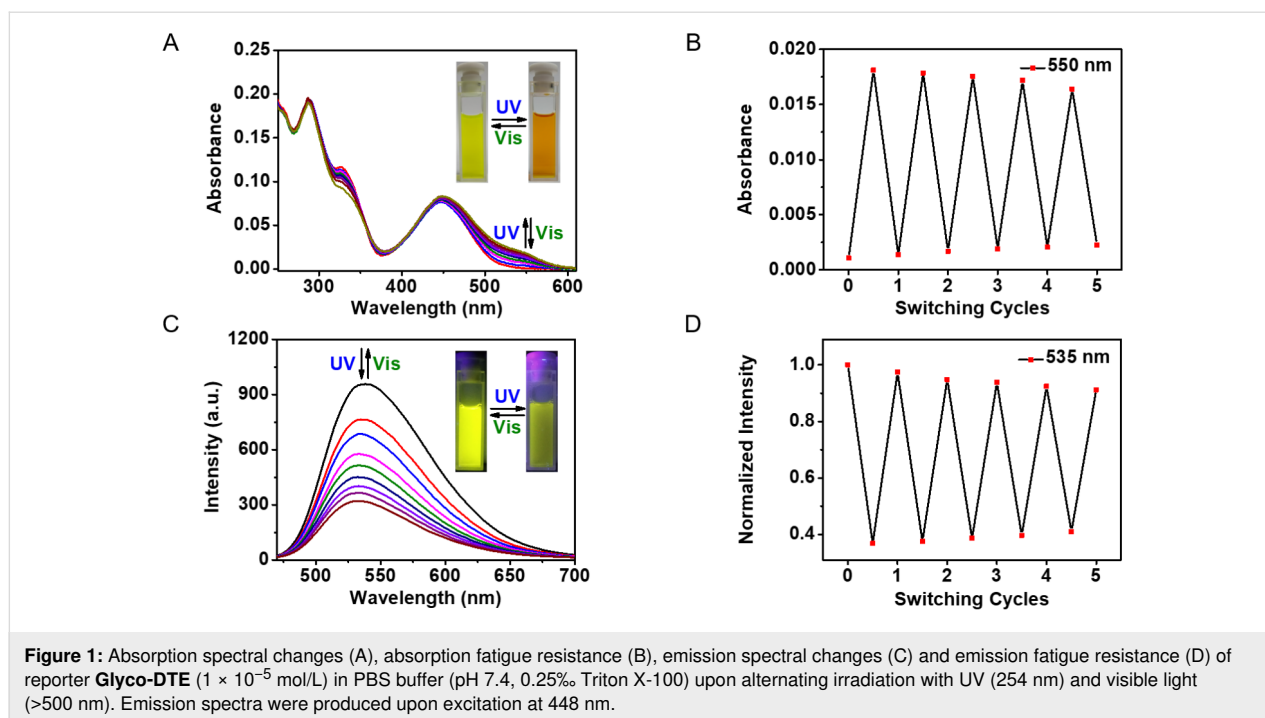 A
0.25
0.20
0.15
0.10
0.05
0.00
Absorbance
UV
Vis
UV Vis
300 400 500 600
Wavelength (nm)
B
0.020
0.015
0.010
0.005
0.000
Absorbance
550 nm
0 1 2 3 4 5
Switching Cycles
C
1200
900
600
300
0
Intensity (a.u.)
UV Vis
UV
Vis
500 550 600 650 700
Wavelength (nm)
D
1.0
0.8
0.6
0.4
Normalized Intensity
535 nm
0 1 2 3 4 5
Switching Cycles
Figure 1: Absorption spectral changes (A), absorption fatigue resistance (B), emission spectral changes (C) and emission fatigue resistance (D) of
reporter Glyco-DTE (1 × 10⁻⁵ mol/L) in PBS buffer (pH 7.4, 0.25‰ Triton X-100) upon alternating irradiation with UV (254 nm) and visible light
(>500 nm). Emission spectra were produced upon excitation at 448 nm.